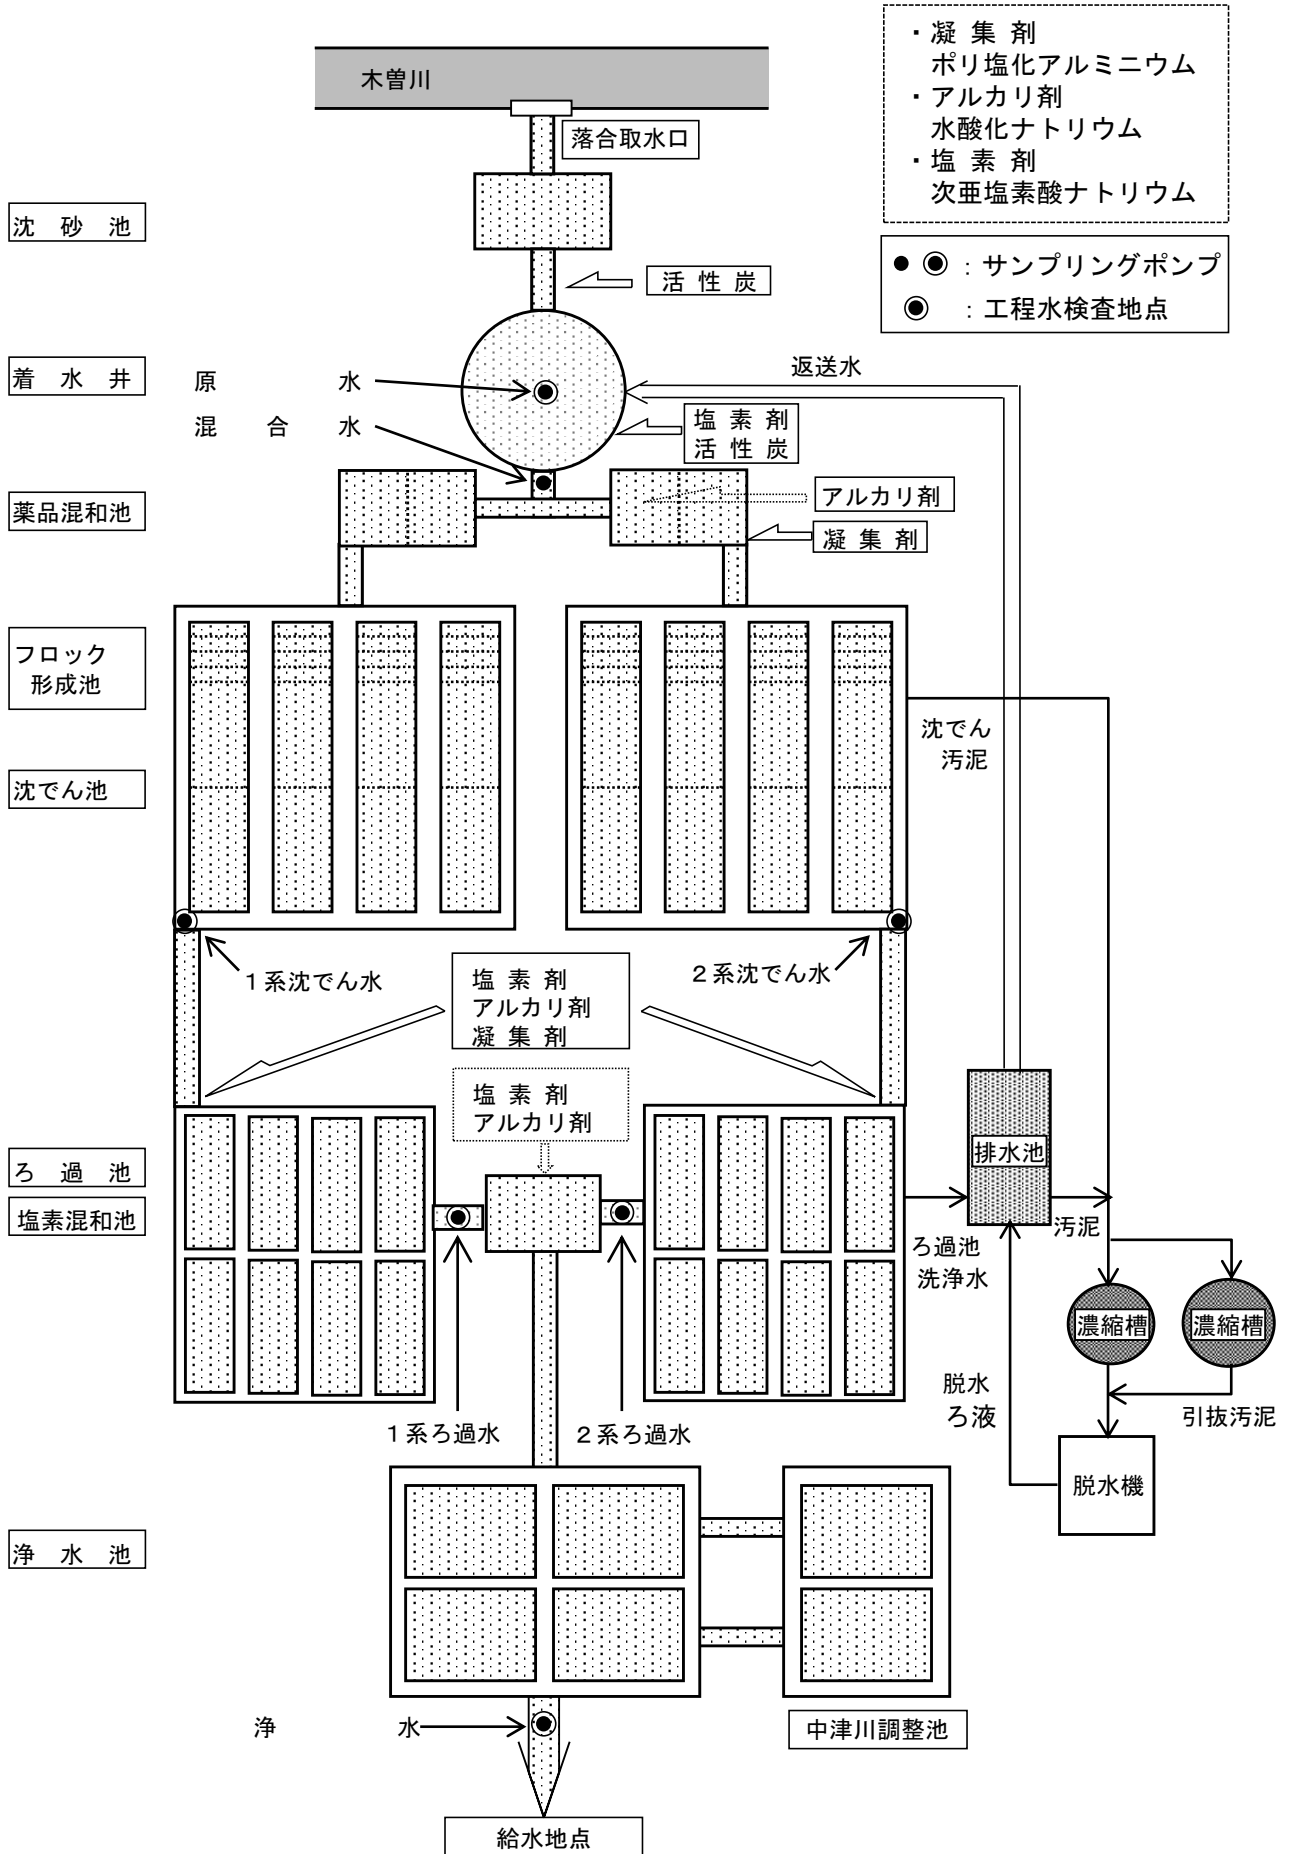 ・凝 集 剤
ポリ塩化アルミニウム
・アルカリ剤
水酸化ナトリウム
・塩 素 剤
次亜塩素酸ナトリウム
木曽川
落合取水口
沈 砂 池
：サンプリングポンプ
：工程水検査地点
活 性 炭
返送水
着 水 井
原 水
混 合 水
塩 素 剤
活 性 炭
薬品混和池
アルカリ剤
凝 集 剤
フロック
形成池
沈でん
汚泥
沈でん池
１系沈でん水
２系沈でん水
塩 素 剤
アルカリ剤
凝 集 剤
塩 素 剤
アルカリ剤
ろ 過 池
塩素混和池
排水池
汚泥
ろ過池
洗浄水
濃縮槽
濃縮槽
脱水
ろ液
引抜汚泥
１系ろ過水
２系ろ過水
脱水機
浄 水 池
浄 水
中津川調整池
給水地点